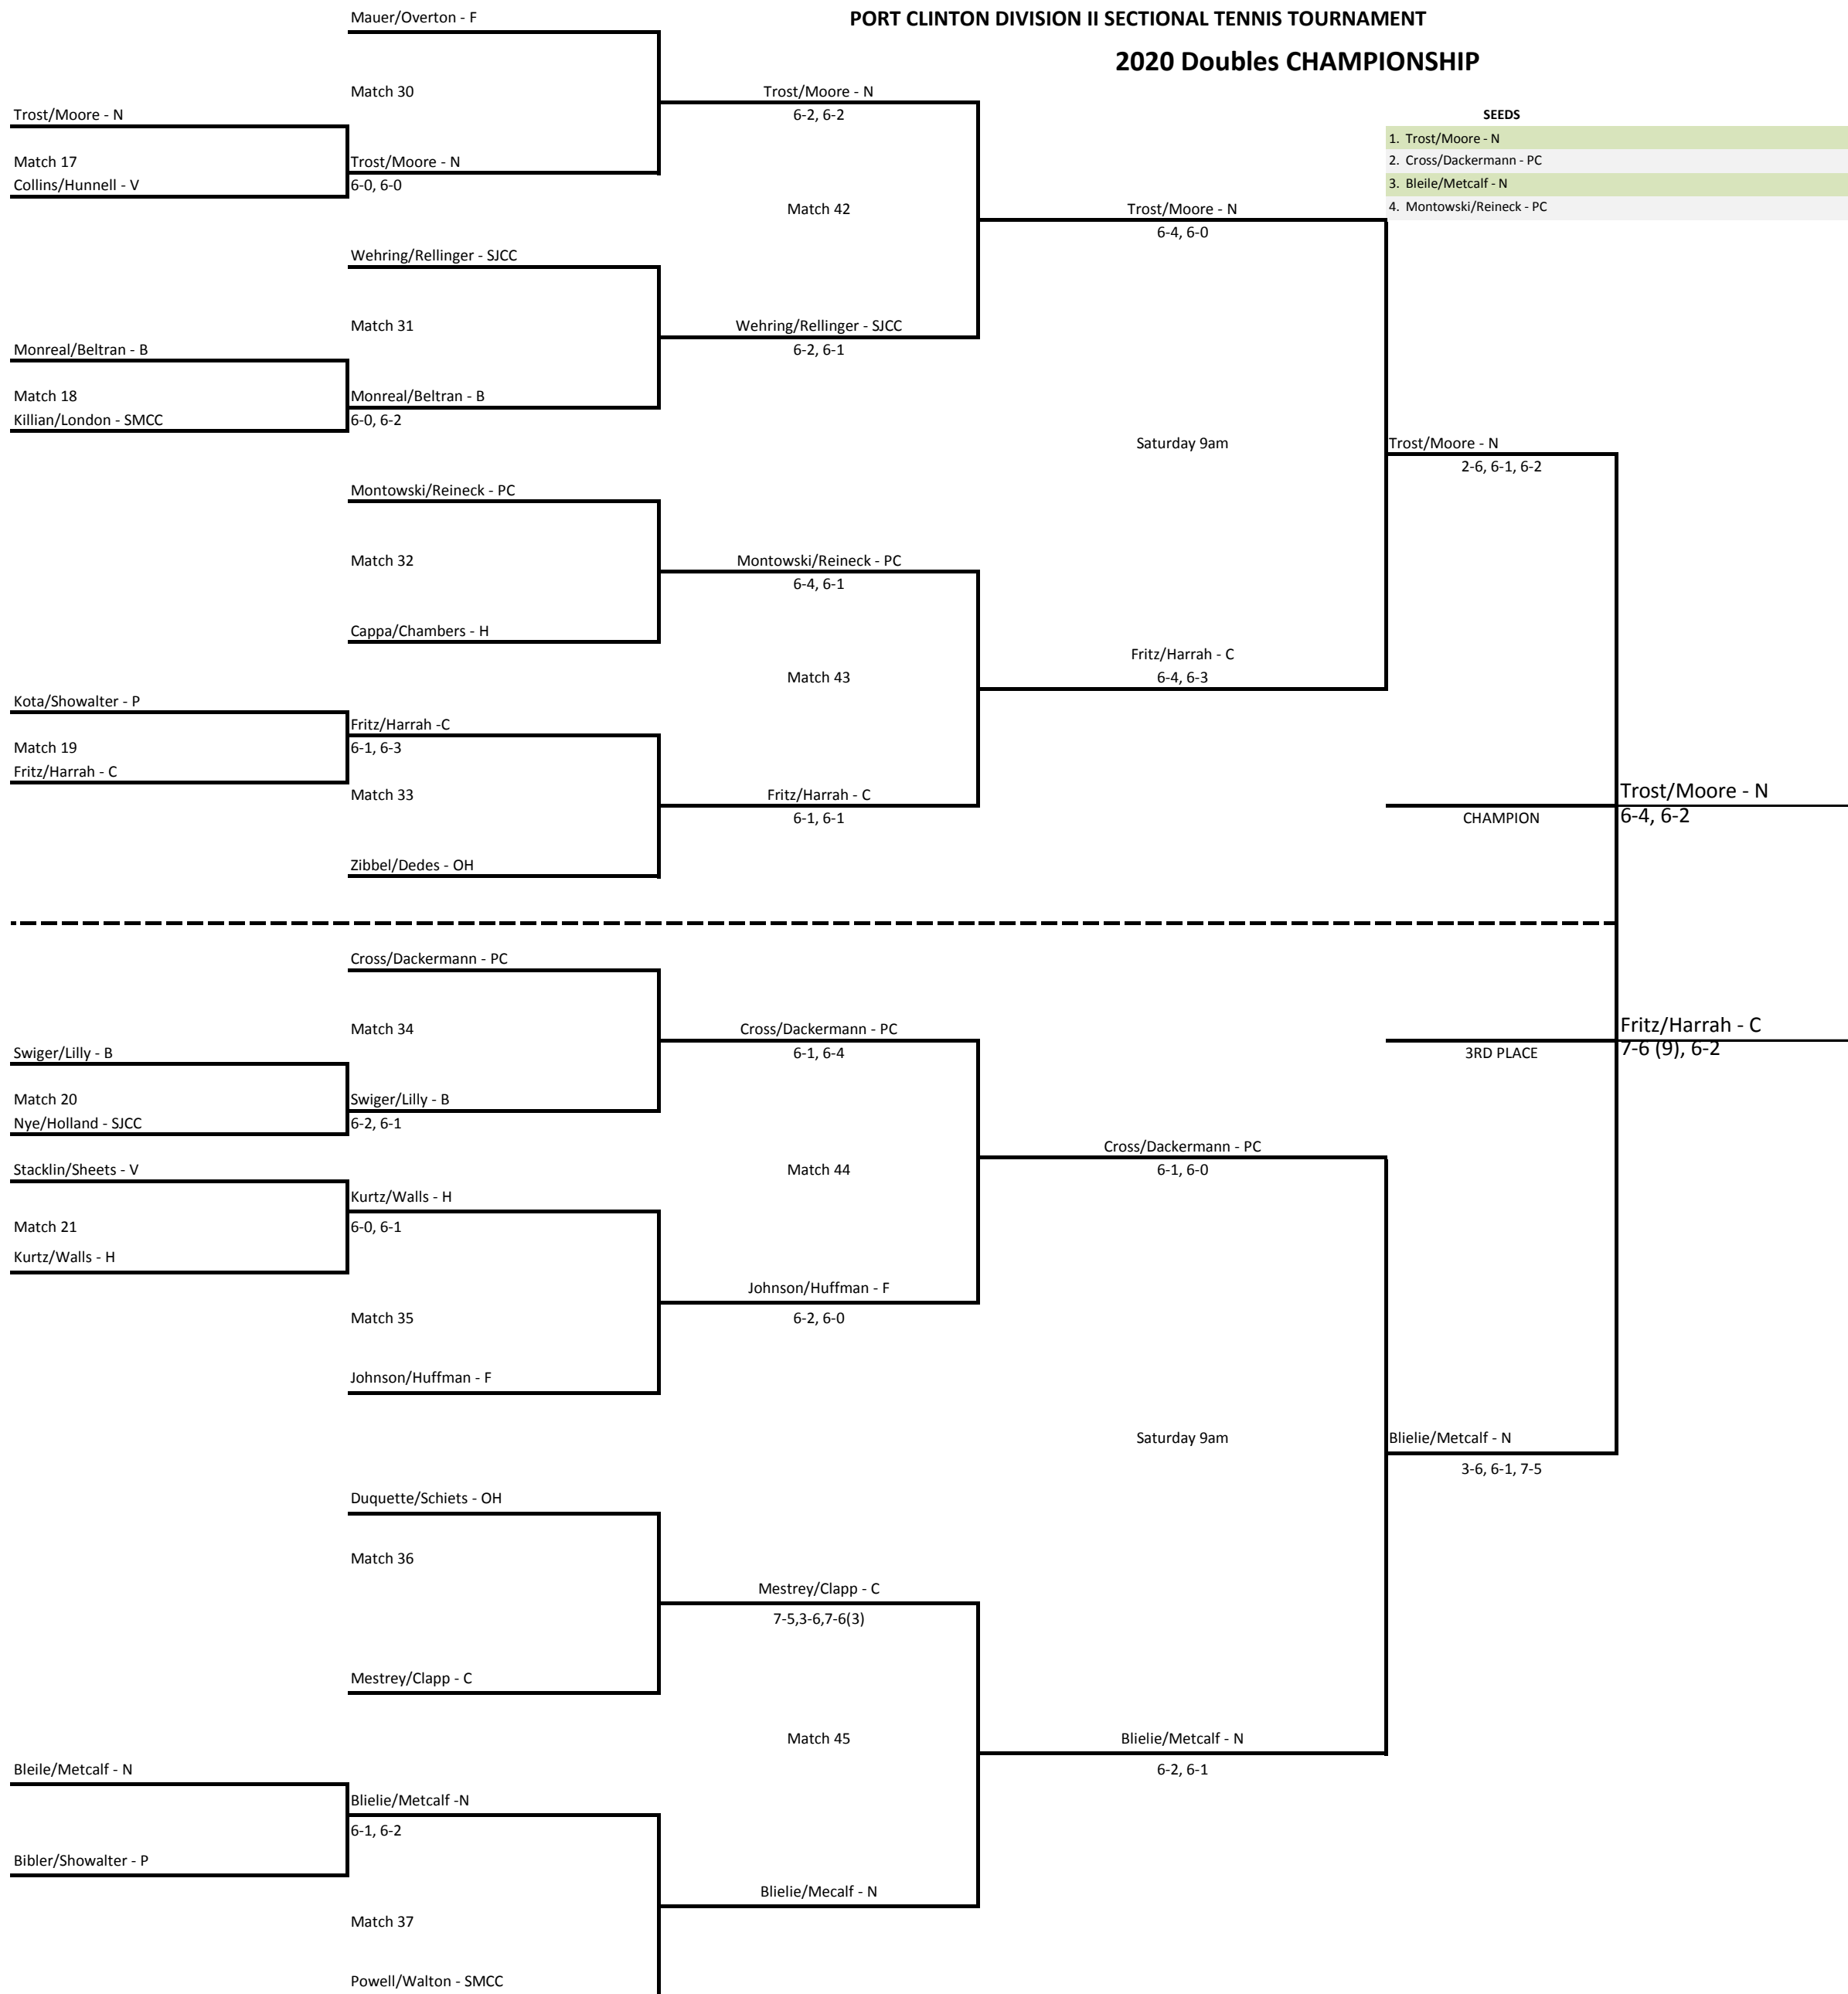 Mauer/Overton - F
PORT CLINTON DIVISION II SECTIONAL TENNIS TOURNAMENT
2020 Doubles CHAMPIONSHIP
Match 30
Trost/Moore - N
6-2, 6-2
Trost/Moore - N
SEEDS
1. Trost/Moore - N
2. Cross/Dackermann - PC
3. Bleile/Metcalf - N
4. Montowski/Reineck - PC
Match 17
Trost/Moore - N
Collins/Hunnell - V
6-0, 6-0
Match 42
Trost/Moore - N
6-4, 6-0
Wehring/Rellinger - SJCC
Match 31
Wehring/Rellinger - SJCC
6-2, 6-1
Monreal/Beltran - B
Match 18
Monreal/Beltran - B
Killian/London - SMCC
6-0, 6-2
Saturday 9am
Trost/Moore - N
2-6, 6-1, 6-2
Montowski/Reineck - PC
Match 32
Montowski/Reineck - PC
6-4, 6-1
Cappa/Chambers - H
Fritz/Harrah - C
6-4, 6-3
Match 43
Kota/Showalter - P
Fritz/Harrah -C
Match 19
6-1, 6-3
Fritz/Harrah - C
Match 33
Fritz/Harrah - C
6-1, 6-1
Trost/Moore - N
CHAMPION
6-4, 6-2
Zibbel/Dedes - OH
Cross/Dackermann - PC
Match 34
Cross/Dackermann - PC
6-1, 6-4
Fritz/Harrah - C
3RD PLACE
7-6 (9), 6-2
Swiger/Lilly - B
Match 20
Swiger/Lilly - B
Nye/Holland - SJCC
6-2, 6-1
Cross/Dackermann - PC
6-1, 6-0
Stacklin/Sheets - V
Match 44
Kurtz/Walls - H
Match 21
6-0, 6-1
Kurtz/Walls - H
Johnson/Huffman - F
Match 35
6-2, 6-0
Johnson/Huffman - F
Saturday 9am
Blielie/Metcalf - N
3-6, 6-1, 7-5
Duquette/Schiets - OH
Match 36
Mestrey/Clapp - C
7-5,3-6,7-6(3)
Mestrey/Clapp - C
Match 45
Blielie/Metcalf - N
6-2, 6-1
Bleile/Metcalf - N
Blielie/Metcalf -N
6-1, 6-2
Bibler/Showalter - P
Blielie/Mecalf - N
Match 37
Powell/Walton - SMCC